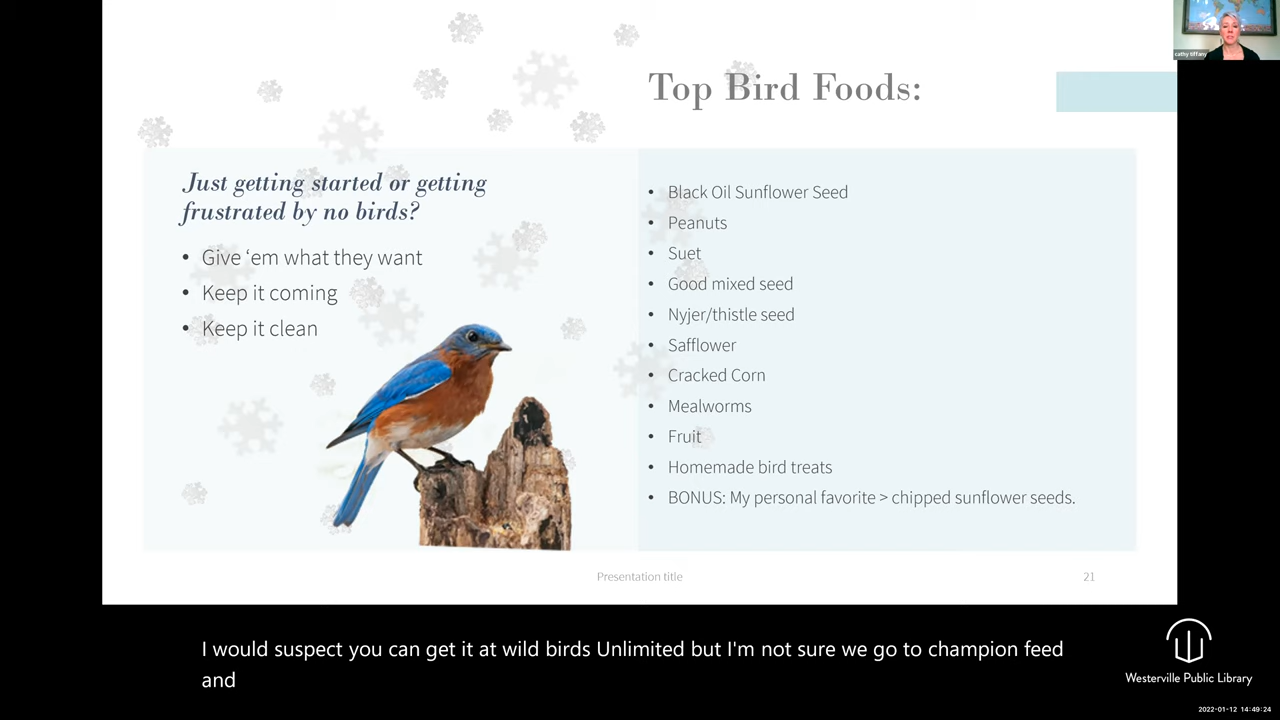 cathy tiffany
Top Bird Foods:
Just getting started or getting
frustrated by no birds?
• Give ‘em what they want
• Keep it coming
• Keep it clean
• Black Oil Sunflower Seed
• Peanuts
• Suet
• Good mixed seed
• Nyjer/thistle seed
• Safflower
• Cracked Corn
• Mealworms
• Fruit
• Homemade bird treats
• BONUS: My personal favorite > chipped sunflower seeds.
Presentation title
21
I would suspect you can get it at wild birds Unlimited but I'm not sure we go to champion feed
and
Westerville Public Library
2022-01-12 14:49:24